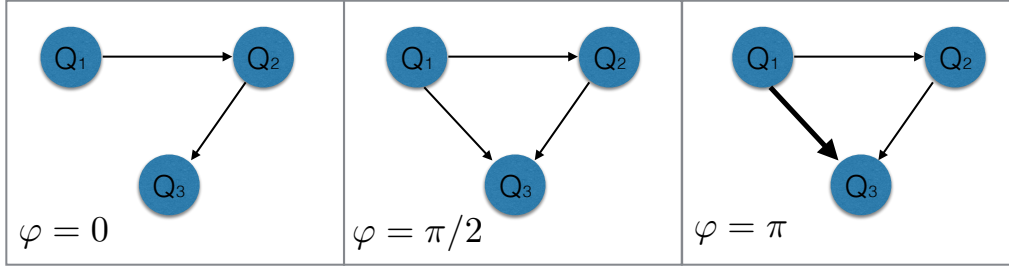 Q₁ Q₂
Q₃
φ = 0
Q₁ Q₂
Q₃
φ = π/2
Q₁ Q₂
Q₃
φ = π